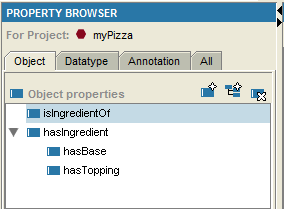 PROPERTY BROWSER
For Project: myPizza
Object Datatype Annotation All
Object properties
isIngredientOf
hasIngredient
hasBase
hasTopping